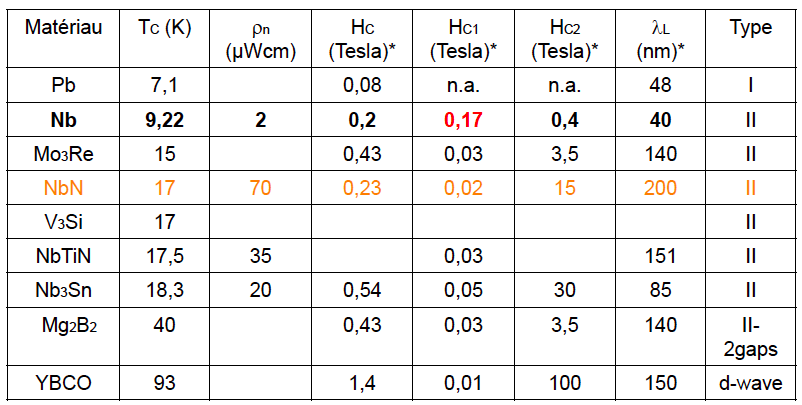 Matériau TC (K) ρn (µWcm) HC (Tesla)* HC1 (Tesla)* HC2 (Tesla)* λL (nm)* Type
Pb 7,1 0,08 n.a. n.a. 48 I
Nb 9,22 2 0,2 0,17 0,4 40 II
Mo3Re 15 0,43 0,03 3,5 140 II
NbN 17 70 0,23 0,02 15 200 II
V3Si 17 II
NbTiN 17,5 35 0,03 151 II
Nb3Sn 18,3 20 0,54 0,05 30 85 II
Mg2B2 40 0,43 0,03 3,5 140 II-2gaps
YBCO 93 1,4 0,01 100 150 d-wave